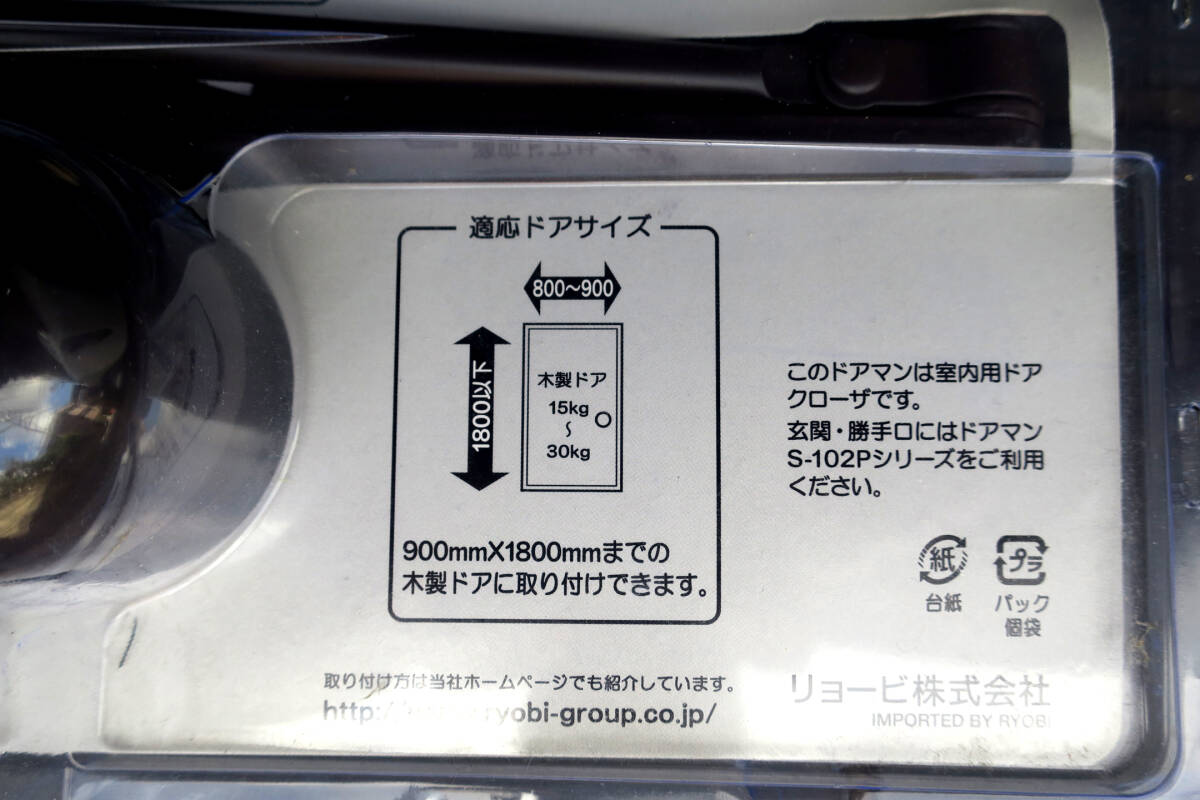 適応ドアサイズ
800〜900
1800以下
木製ドア
15kg
〜
30kg
900mmX1800mmまでの
木製ドアに取り付けできます。
このドアマンは室内用ドア
クローザです。
玄関・勝手口にはドアマン
S-102Pシリーズをご利用
ください。
紙
プラ
台紙
パック
個袋
取り付け方は当社ホームページでも紹介しています。
ryobi-group.co.jp/
リョービ株式会社
IMPORTED BY RYOBI